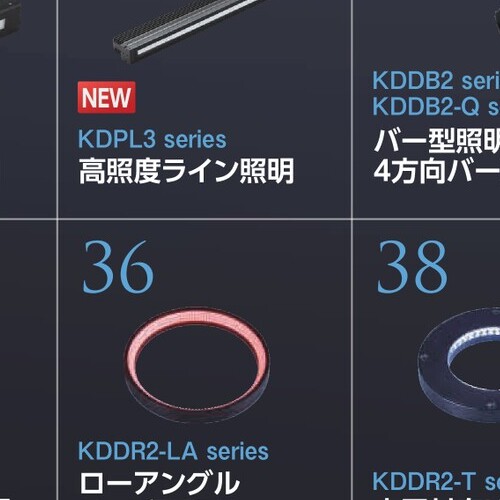 NEW
KDPL3 series
高照度ライン照明
KDDB2
KDDB2-Q
バー型照明
4方向バー
36
KDDR2-LA series
ローアングル
38
KDDR2-T